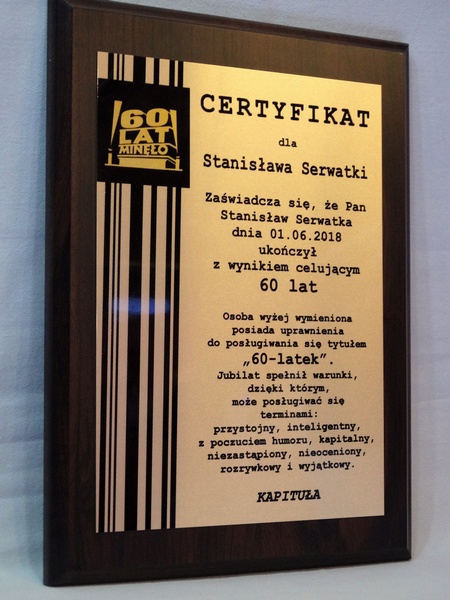 60
LAT
MINĘŁO
CERTYFIKAT
dla
Stanisława Serwatki
Zaświadcza się, że Pan
Stanisław Serwatka
dnia 01.06.2018
ukończył
z wynikiem celującym
60 lat
Osoba wyżej wymieniona
posiada uprawnienia
do posługiwania się tytułem
„60-latek”.
Jubilat spełnił warunki,
dzięki którym,
może posługiwać się
terminami:
przystojny, inteligentny,
z poczuciem humoru, kapitalny,
niezastąpiony, nieoceniony,
rozrywkowy i wyjątkowy.
KAPITUŁA